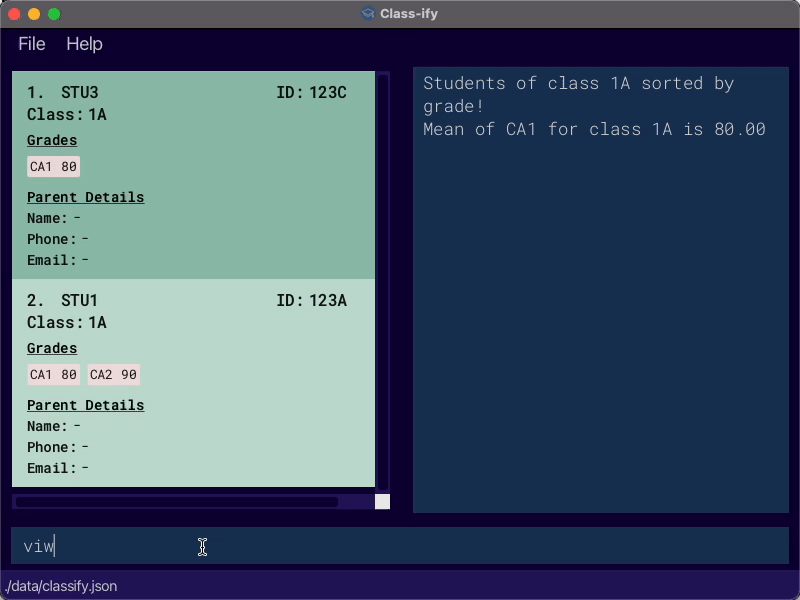 Class-ify
File Help
1. STU3 ID: 123C
Class: 1A
Grades
CA1 80
Parent Details
Name: -
Phone: -
Email: -
2. STU1 ID: 123A
Class: 1A
Grades
CA1 80 CA2 90
Parent Details
Name: -
Phone: -
Email: -
Students of class 1A sorted by
grade!
Mean of CA1 for class 1A is 80.00
viw
./data/classify.json